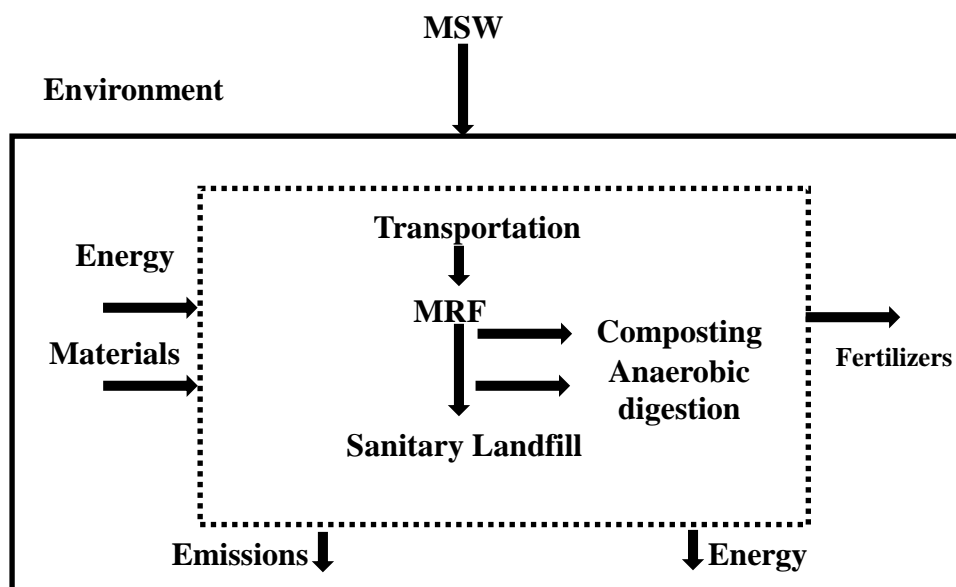 MSW
Environment
Transportation
Energy
MRF
Composting
Materials
Fertilizers
Anaerobic
digestion
Sanitary Landfill
Emissions
Energy